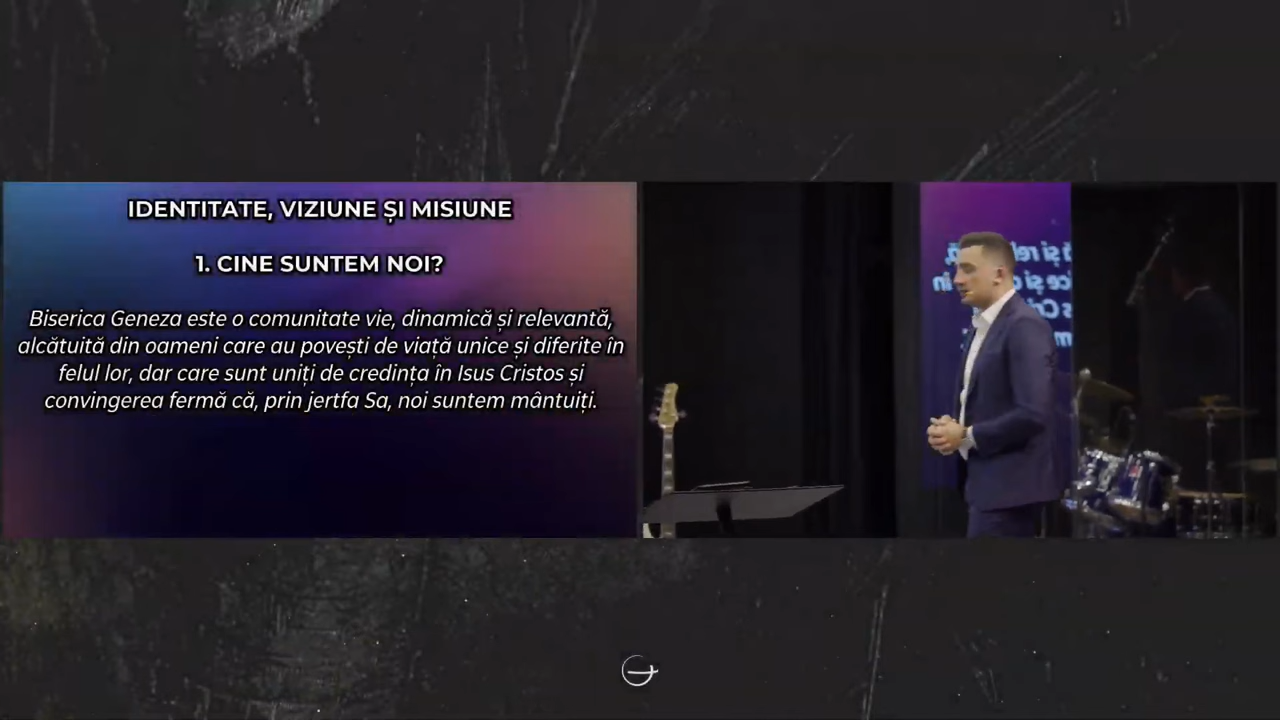 IDENTITATE, VIZIUNE ȘI MISIUNE
1. CINE SUNTEM NOI?
Biserica Geneza este o comunitate vie, dinamică și relevantă,
alcătuită din oameni care au povești de viață unice și diferite în
felul lor, dar care sunt uniți de credința în Isus Cristos și
convingerea fermă că, prin jertfa Sa, noi suntem mântuiți.